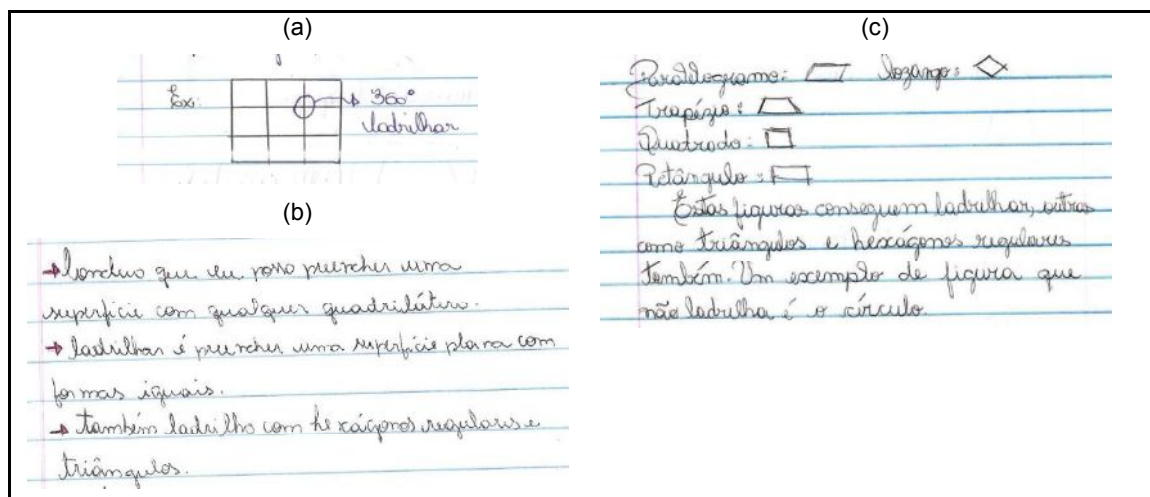 (a)
Ex:
360°
ladrilhar
(b)
→ Concluo que eu posso preencher uma
superfície com qualquer quadrilátero.
→ ladrilhar é preencher uma superfície plana com
formas iguais.
→ também ladrilho com hexágonos regulares e
triângulos.
(c)
Paralelogramo: lozango:
Trapézio:
Quadrado:
Retângulo:
Estas figuras conseguem ladrilhar, outras
como triângulos e hexágonos regulares
também. Um exemplo de figura que
não ladrilha é o círculo.